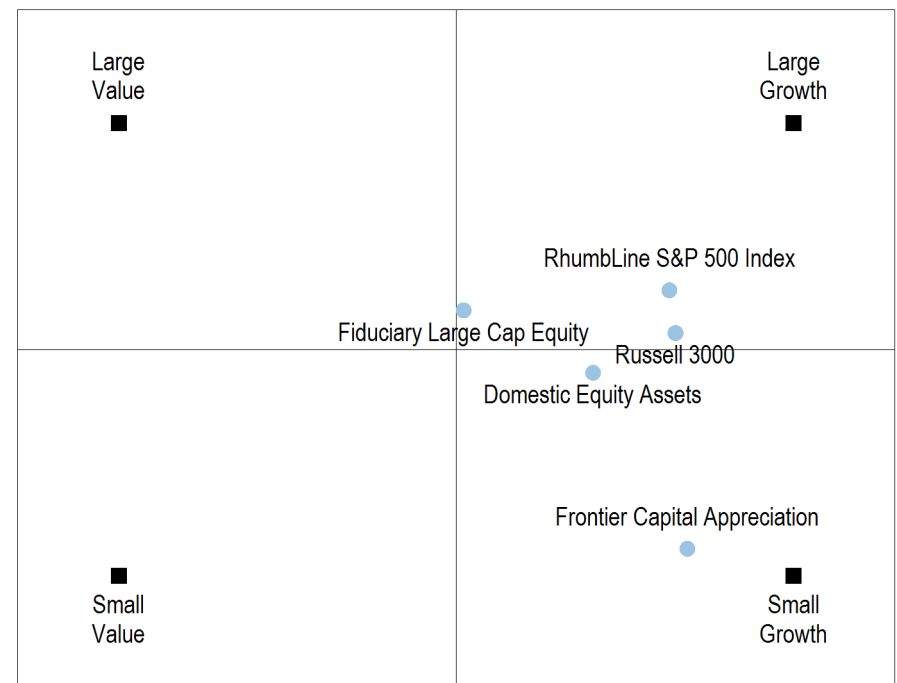 Large
Value
Large
Growth
RhumbLine S&P 500 Index
Fiduciary Large Cap Equity
Russell 3000
Domestic Equity Assets
Frontier Capital Appreciation
Small
Value
Small
Growth